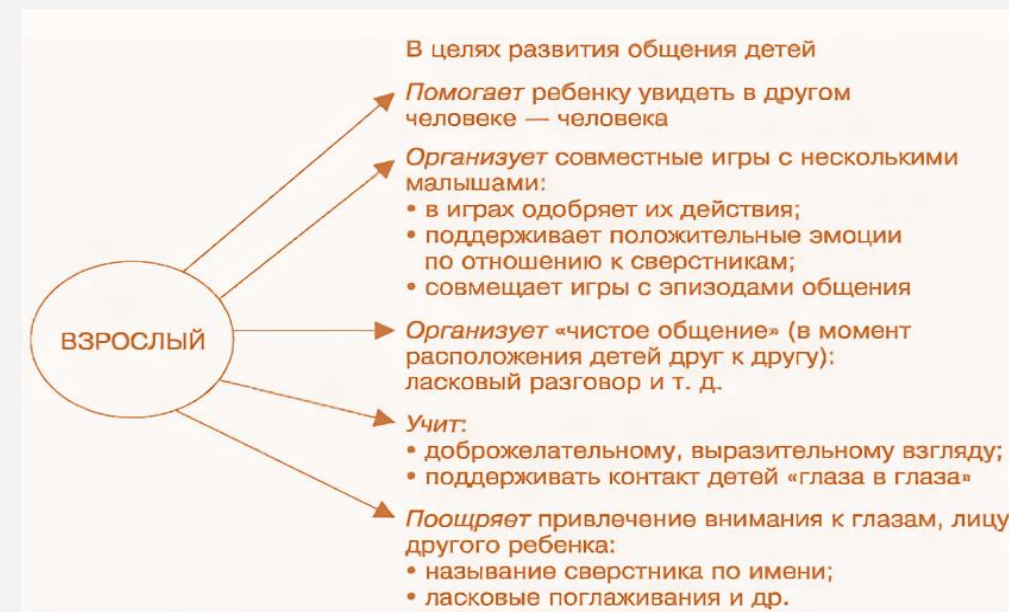 В целях развития общения детей
Помогает ребенку увидеть в другом
человеке — человека
Организует совместные игры с несколькими
малышами:
• в играх одобряет их действия;
• поддерживает положительные эмоции
по отношению к сверстникам;
• совмещает игры с эпизодами общения
ВЗРОСЛЫЙ
Организует «чистое общение» (в момент
расположения детей друг к другу):
ласковый разговор и т. д.
Учит:
• доброжелательному, выразительному взгляду;
• поддерживать контакт детей «глаза в глаза»
Поощряет привлечение внимания к глазам, лицу
другого ребенка:
• называние сверстника по имени;
• ласковые поглаживания и др.